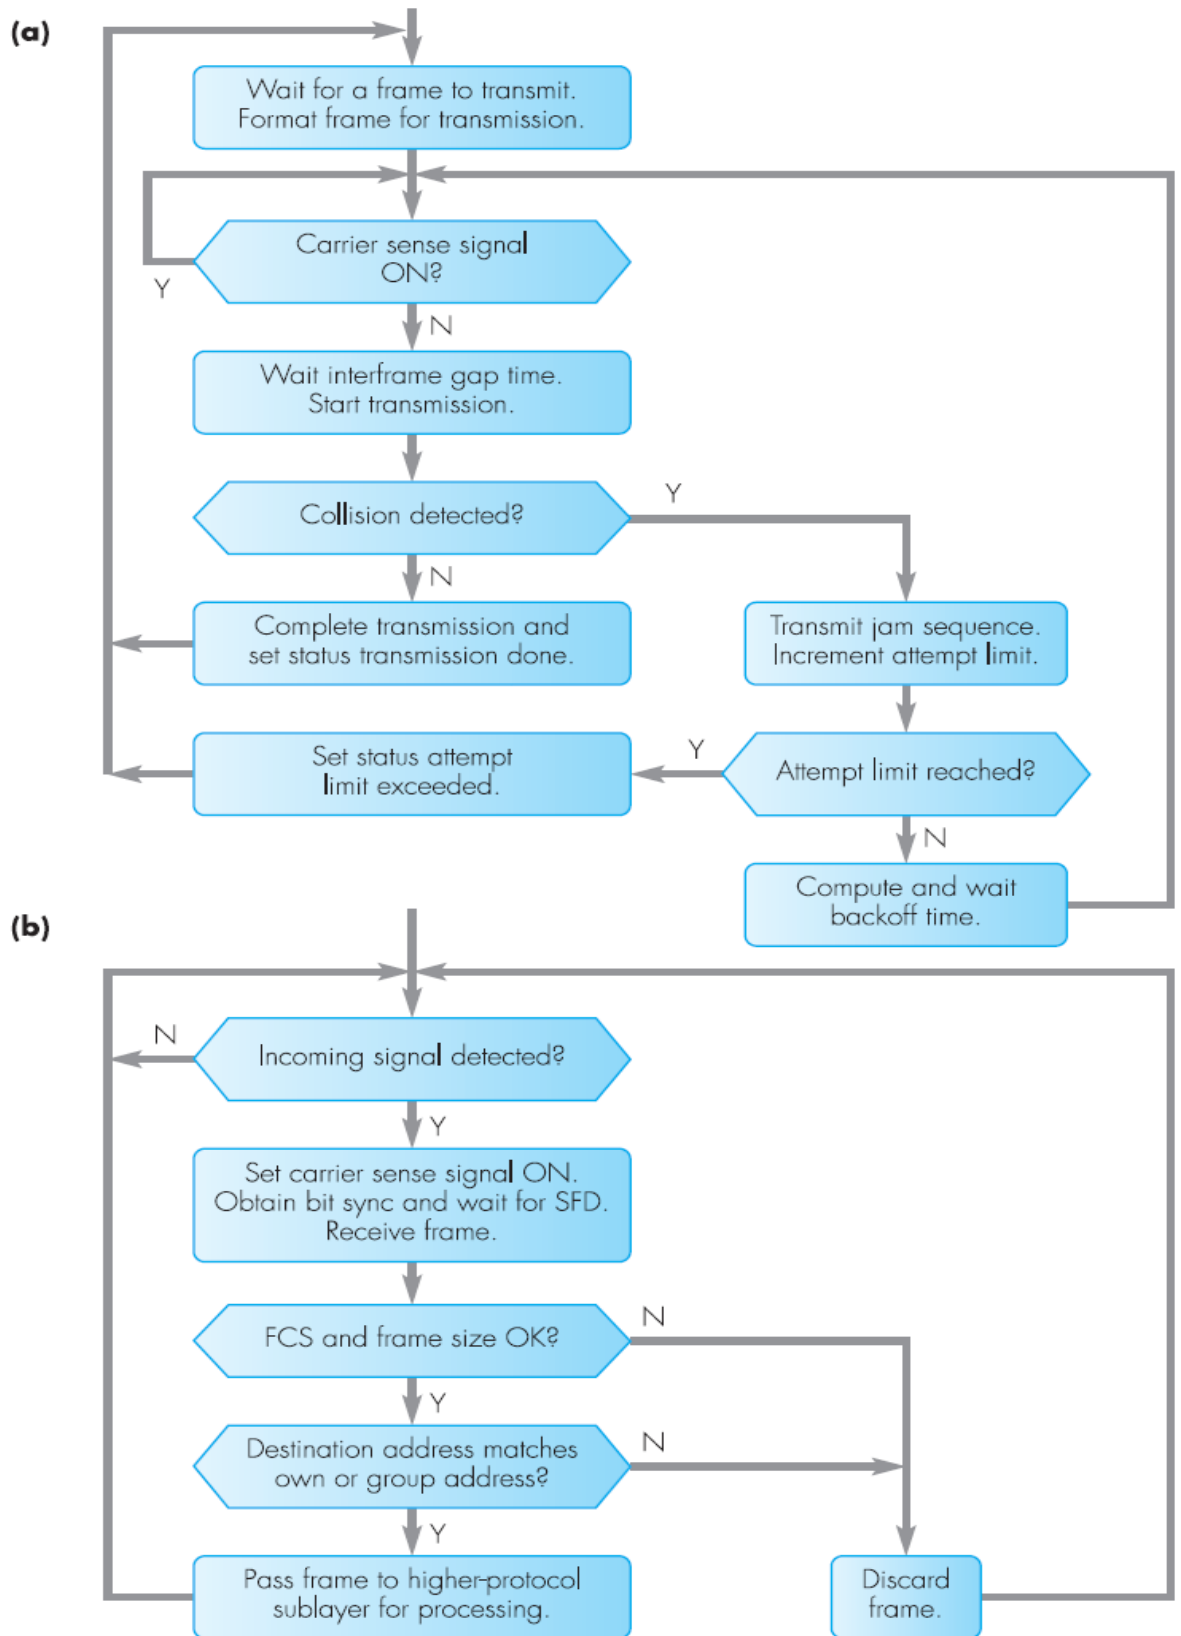 (a)
Wait for a frame to transmit.
Format frame for transmission.
Carrier sense signal
ON?
Y
N
Wait interframe gap time.
Start transmission.
Collision detected?
Y
N
Complete transmission and
set status transmission done.
Transmit jam sequence.
Increment attempt limit.
Set status attempt
limit exceeded.
Y
Attempt limit reached?
N
Compute and wait
backoff time.
(b)
N
Incoming signal detected?
Y
Set carrier sense signal ON.
Obtain bit sync and wait for SFD.
Receive frame.
FCS and frame size OK?
N
Y
Destination address matches
own or group address?
N
Y
Pass frame to higher-protocol
sublayer for processing.
Discard
frame.